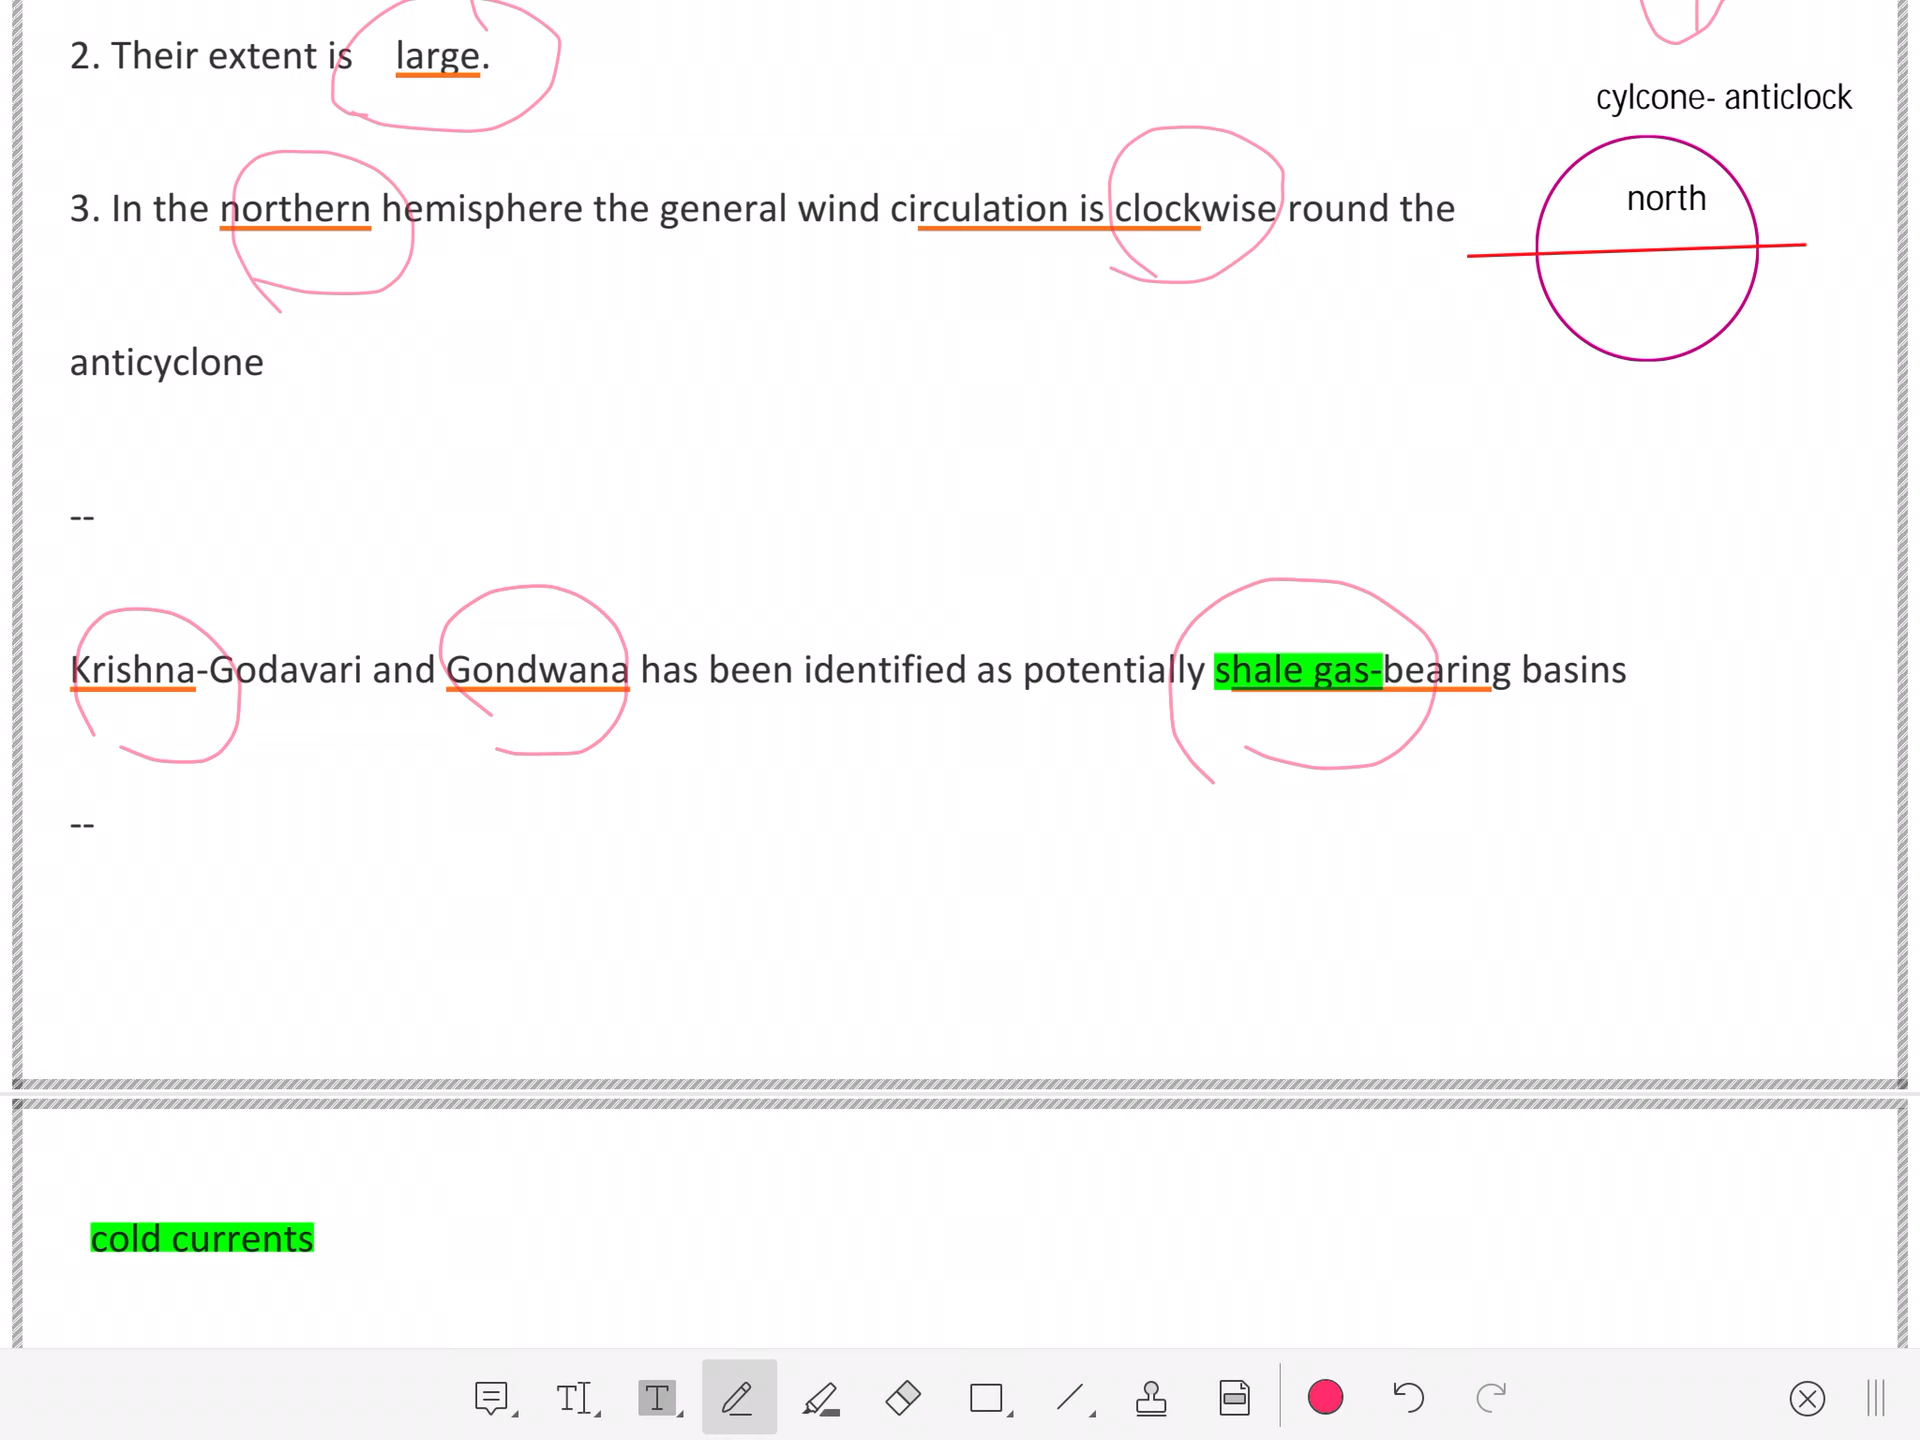 2. Their extent is large.
cylcone- anticlock
north
3. In the northern hemisphere the general wind circulation is clockwise round the
anticyclone
--
Krishna-Godavari and Gondwana has been identified as potentially shale gas-bearing basins
--
cold currents